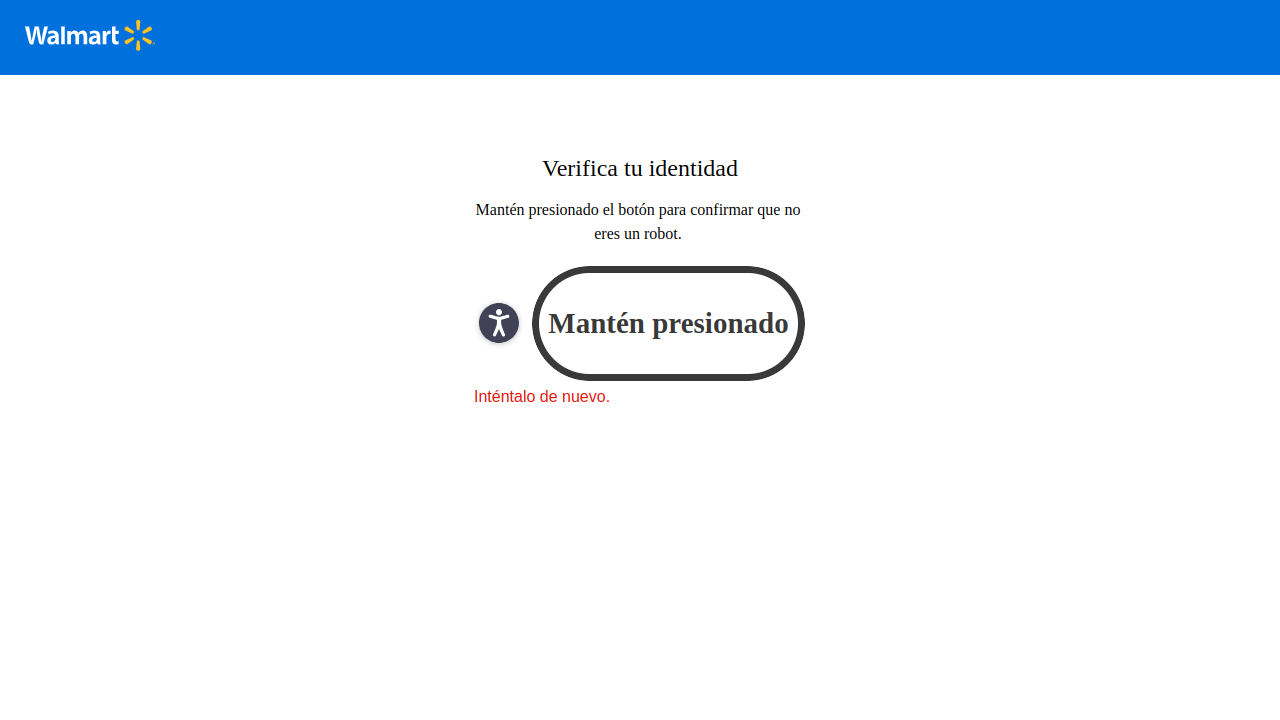 Walmart
Verifica tu identidad
Mantén presionado el botón para confirmar que no
eres un robot.
Mantén presionado
Inténtalo de nuevo.